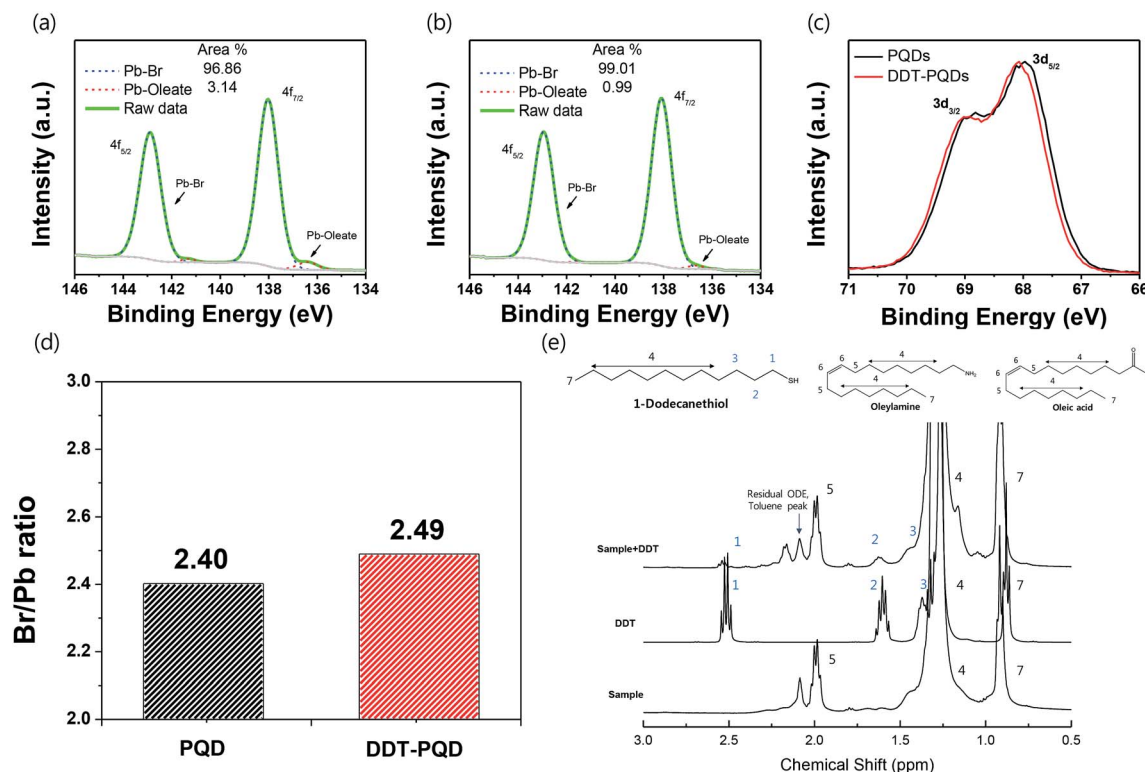 (a)
Area %
Pb-Br 96.86
Pb-Oleate 3.14
Raw data
4f7/2
4f5/2
Pb-Br
Pb-Oleate
Intensity (a.u.)
146 144 142 140 138 136 134
Binding Energy (eV)
(b)
Area %
Pb-Br 99.01
Pb-Oleate 0.99
Raw data
4f7/2
4f5/2
Pb-Br
Pb-Oleate
Intensity (a.u.)
146 144 142 140 138 136 134
Binding Energy (eV)
(c)
PQDs
DDT-PQDs
3d5/2
3d3/2
Intensity (a.u.)
71 70 69 68 67 66
Binding Energy (eV)
(d)
3.0
2.8
2.6
2.4
2.2
2.0
Br/Pb ratio
2.40
2.49
PQD DDT-PQD
(e)
4 3 1
7 2 SH
1-Dodecanethiol
6 4
6 5 NH2
5 4 7
Oleylamine
6 4 O
6 5
5 4 7
Oleic acid
Residual ODE,
Toluene peak
5 4 7
1 2 3
Sample+DDT
1 2 3 4 7
DDT
5 4 7
Sample
3.0 2.5 2.0 1.5 1.0 0.5
Chemical Shift (ppm)